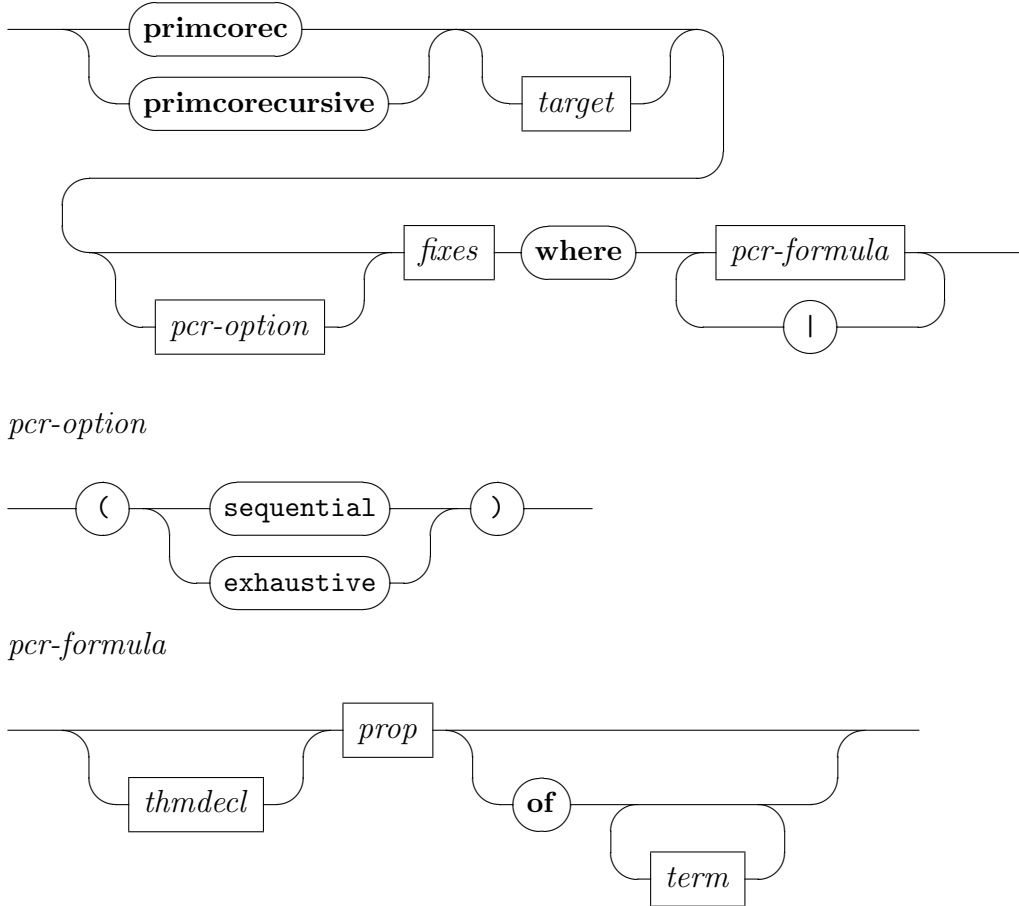 primcorec
primcorecursive target
fixes where pcr-formula
pcr-option |
pcr-option
( sequential )
exhaustive
pcr-formula
prop
thmdecl of
term